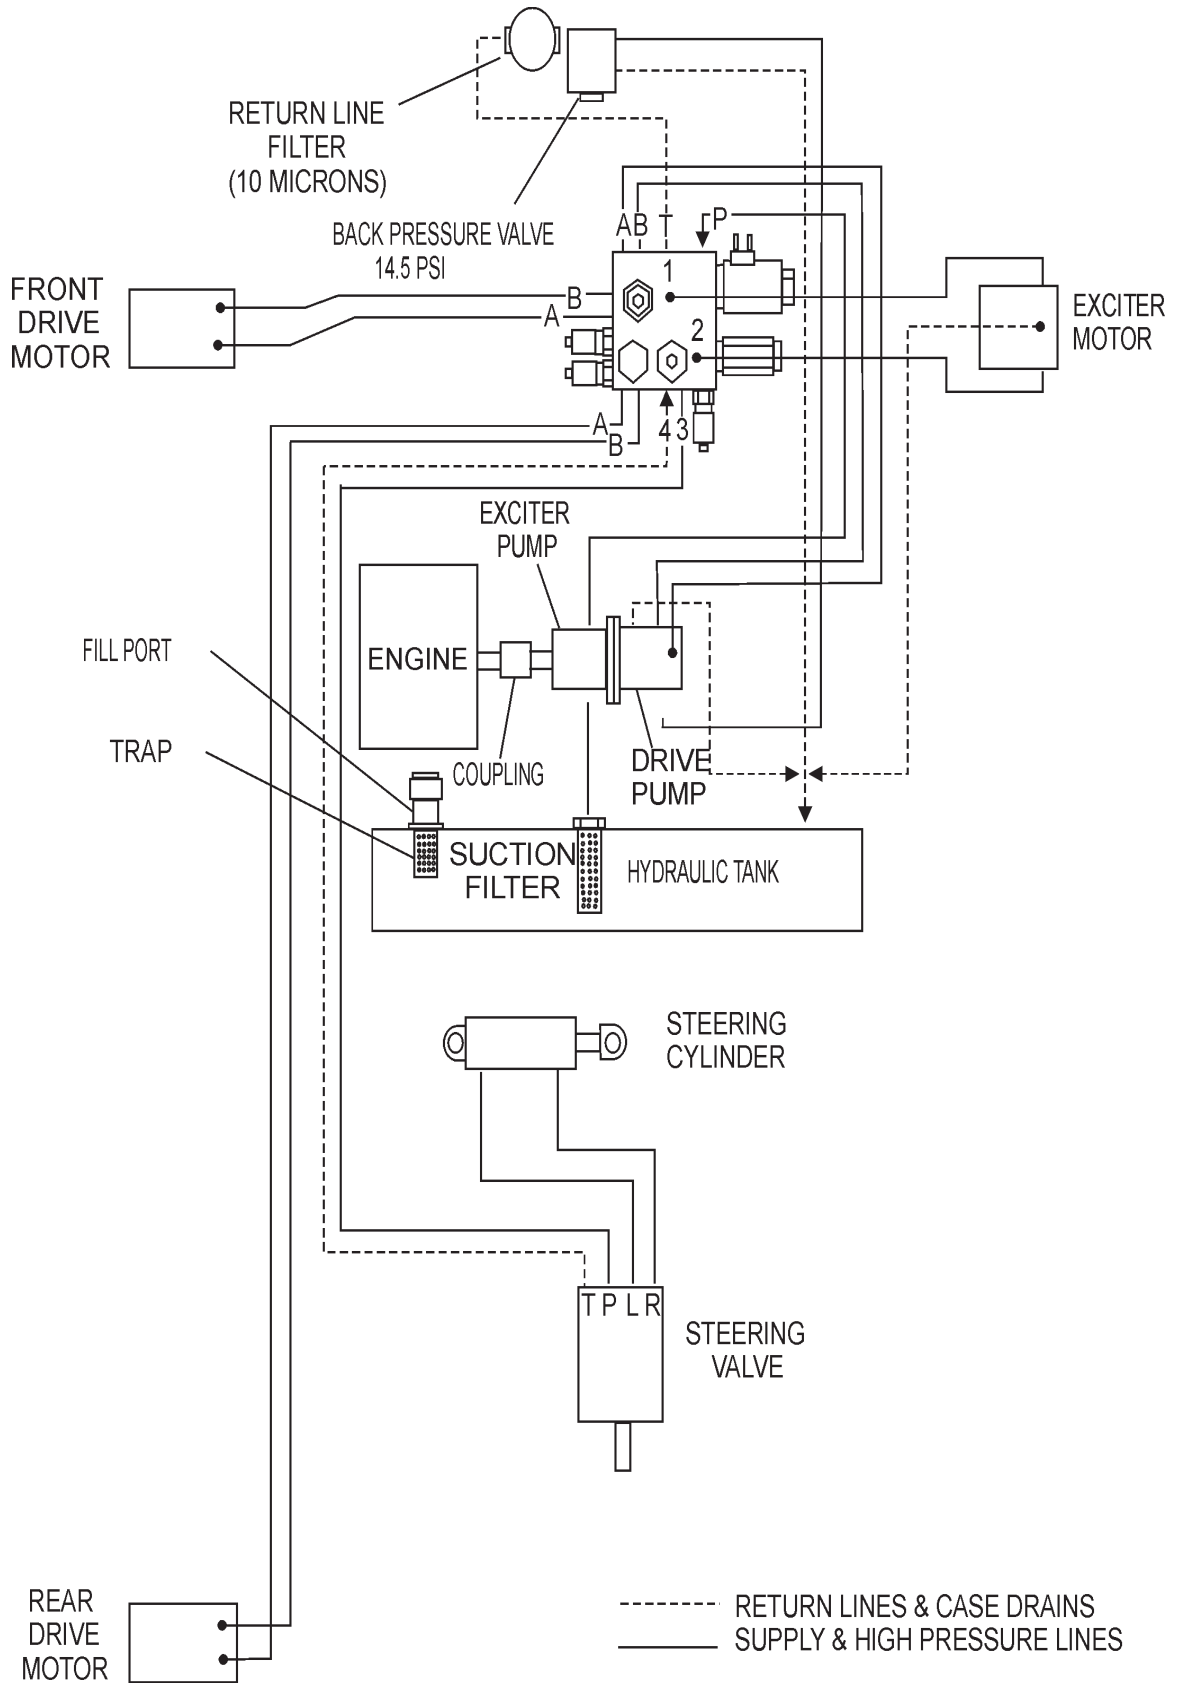 RETURN LINE
FILTER
(10 MICRONS)
BACK PRESSURE VALVE
14.5 PSI
A B T P
FRONT
DRIVE
MOTOR
B
A
1
2
EXCITER
MOTOR
A
B
4 3
EXCITER
PUMP
ENGINE
FILL PORT
TRAP
COUPLING
DRIVE
PUMP
SUCTION
FILTER
HYDRAULIC TANK
STEERING
CYLINDER
T P L R
STEERING
VALVE
REAR
DRIVE
MOTOR
RETURN LINES & CASE DRAINS
SUPPLY & HIGH PRESSURE LINES